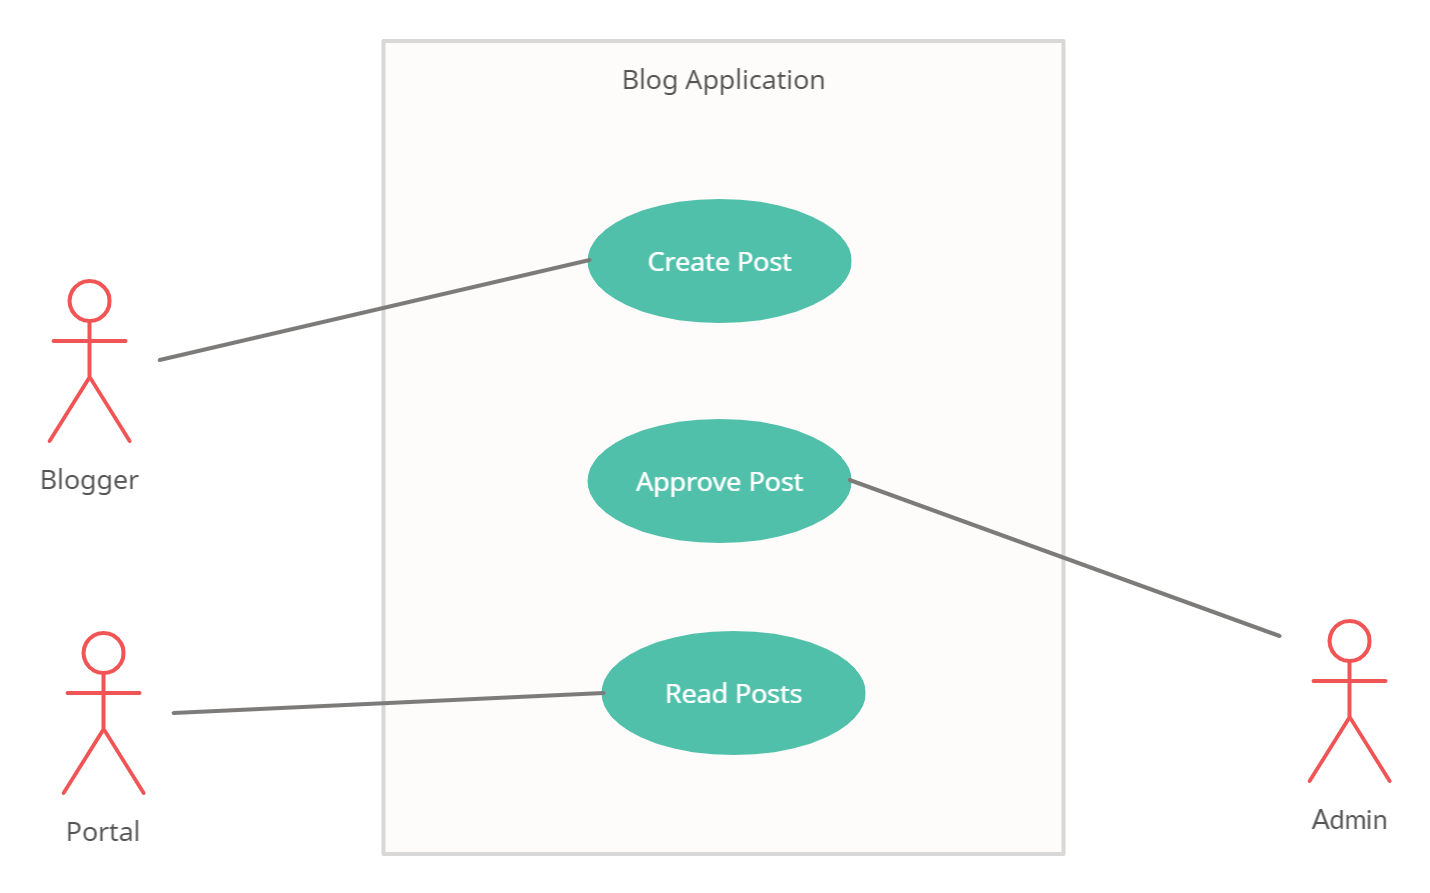 Blog Application
Create Post
Blogger
Approve Post
Read Posts
Portal
Admin